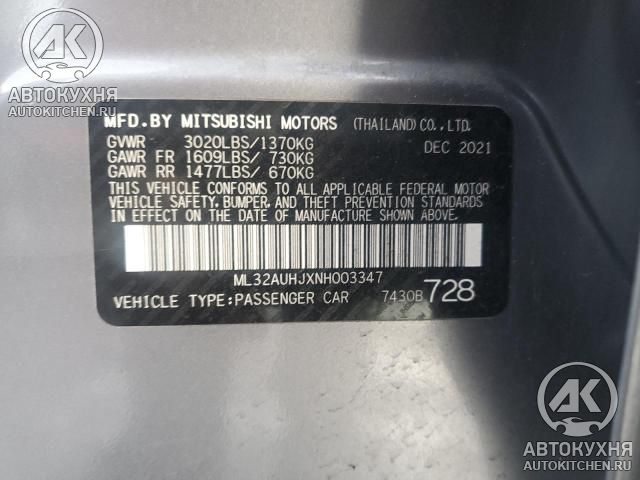 АВТОКУХНЯ
AUTOKITCHEN.RU
АВТОКУХНЯ
AUTOKITCHEN.RU
MFD.BY MITSUBISHI MOTORS (THAILAND)CO.,LTD.
GVWR 3020LBS/1370KG DEC 2021
GAWR FR 1609LBS/ 730KG
GAWR RR 1477LBS/ 670KG
THIS VEHICLE CONFORMS TO ALL APPLICABLE FEDERAL MOTOR
VEHICLE SAFETY, BUMPER, AND THEFT PREVENTION STANDARDS
IN EFFECT ON THE DATE OF MANUFACTURE SHOWN ABOVE.
ML32AUHJXNH003347
VEHICLE TYPE:PASSENGER CAR 7430B 728
АК
АВТОКУХНЯ
AUTOKITCHEN.RU